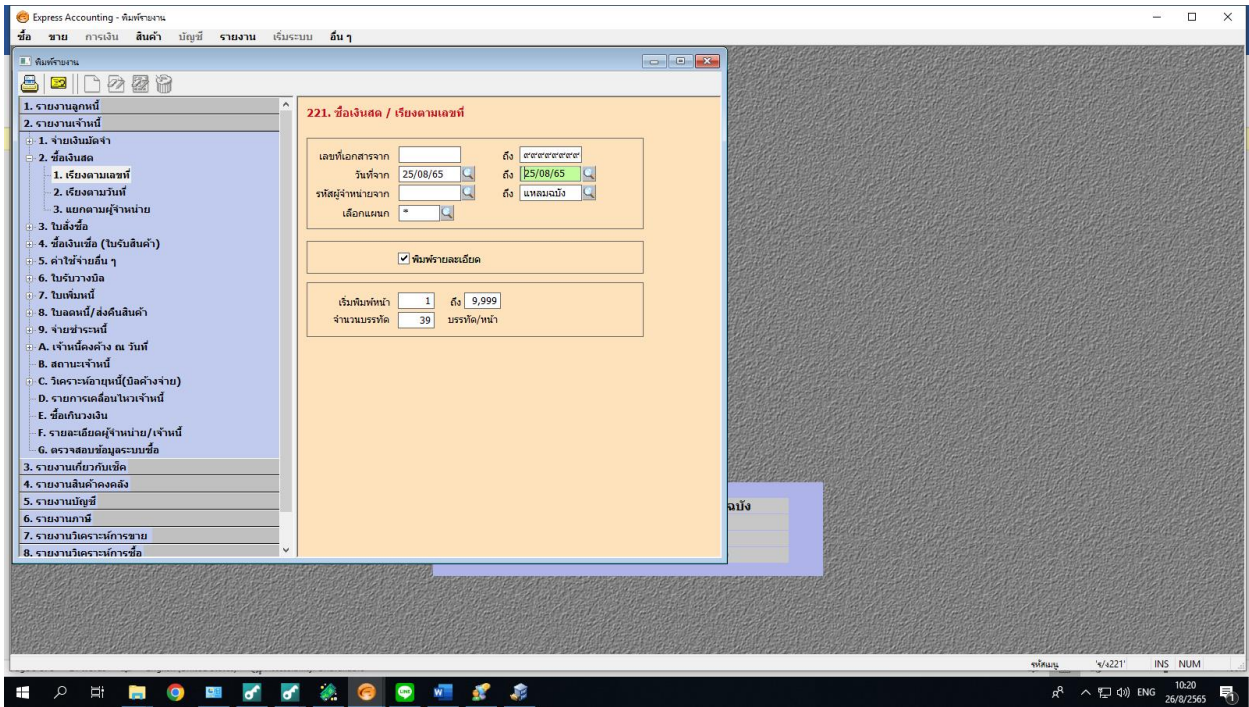 Express Accounting - พิมพ์รายงาน
ซื้อ ขาย การเงิน สินค้า บัญชี รายงาน เริ่มระบบ อื่น ๆ
พิมพ์รายงาน
1. รายงานลูกหนี้
2. รายงานเจ้าหนี้
1. จ่ายเงินมัดจำ
2. ซื้อเงินสด
1. เรียงตามเลขที่
2. เรียงตามวันที่
3. แยกตามผู้จำหน่าย
3. ใบสั่งซื้อ
4. ซื้อเงินเชื่อ (ใบรับสินค้า)
5. ค่าใช้จ่ายอื่น ๆ
6. ใบรับวางบิล
7. ใบเพิ่มหนี้
8. ใบลดหนี้/ส่งคืนสินค้า
9. จ่ายชำระหนี้
A. เจ้าหนี้คงค้าง ณ วันที่
B. สถานะเจ้าหนี้
C. วิเคราะห์อายุหนี้(บิลค้างจ่าย)
D. รายการเคลื่อนไหวเจ้าหนี้
E. ซื้อเกินวงเงิน
F. รายละเอียดผู้จำหน่าย/เจ้าหนี้
G. ตรวจสอบข้อมูลระบบซื้อ
3. รายงานเกี่ยวกับเช็ค
4. รายงานสินค้าคงคลัง
5. รายงานบัญชี
6. รายงานภาษี
7. รายงานวิเคราะห์การขาย
8. รายงานวิเคราะห์การซื้อ
221. ซื้อเงินสด / เรียงตามเลขที่
เลขที่เอกสารจาก ถึง
วันที่จาก 25/08/65 ถึง 25/08/65
รหัสผู้จำหน่ายจาก ถึง แหลมฉบัง
เลือกแผนก *
พิมพ์รายละเอียด
เริ่มพิมพ์หน้า 1 ถึง 9,999
จำนวนบรรทัด 39 บรรทัด/หน้า
ฉบัง
รหัสเมนู 'ร/ง221' INS NUM
ENG 10:20
26/8/2565